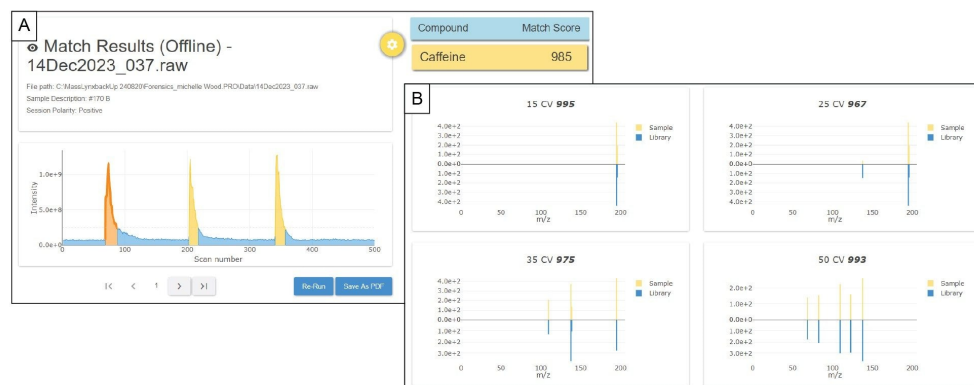 A
Match Results (Offline) -
14Dec2023_037.raw
File path: C:\MassLynxbackUp 240820\Forensics_michelle Wood.PRO\Data\14Dec2023_037.raw
Sample Description: #170 B
Session Polarity: Positive
Compound Match Score
Caffeine 985
Intensity
1.0e+9
5.0e+8
0.0e+0
0 100 200 300 400 500
Scan number
1
Re-Run Save As PDF
B
15 CV 995
4.0e+2
3.0e+2
2.0e+2
1.0e+2
0.0e+0
1.0e+2
2.0e+2
3.0e+2
4.0e+2
0 50 100 150 200
m/z
Sample
Library
25 CV 967
4.0e+2
3.0e+2
2.0e+2
1.0e+2
0.0e+0
1.0e+2
2.0e+2
3.0e+2
4.0e+2
0 50 100 150 200
m/z
Sample
Library
35 CV 975
4.0e+2
3.0e+2
2.0e+2
1.0e+2
0.0e+0
1.0e+2
2.0e+2
3.0e+2
0 50 100 150 200
m/z
Sample
Library
50 CV 993
2.0e+2
1.0e+2
0.0e+0
1.0e+2
2.0e+2
3.0e+2
0 50 100 150 200
m/z
Sample
Library